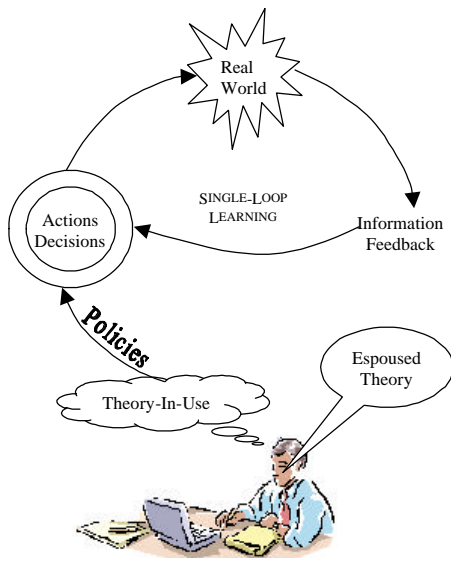 Real
World
SINGLE-LOOP
LEARNING
Actions
Decisions
Information
Feedback
Policies
Espoused
Theory
Theory-In-Use